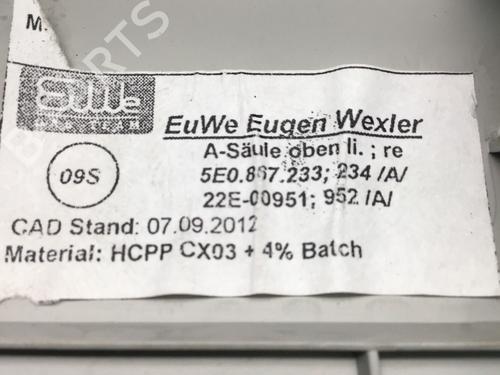 M.
EuWe
EuWe Eugen Wexler
A-Säule oben li. ; re
09S
5E0.867.233; 234 /A/
22E-00951; 952 /A/
CAD Stand: 07.09.2012
Material: HCPP CX03 + 4% Batch